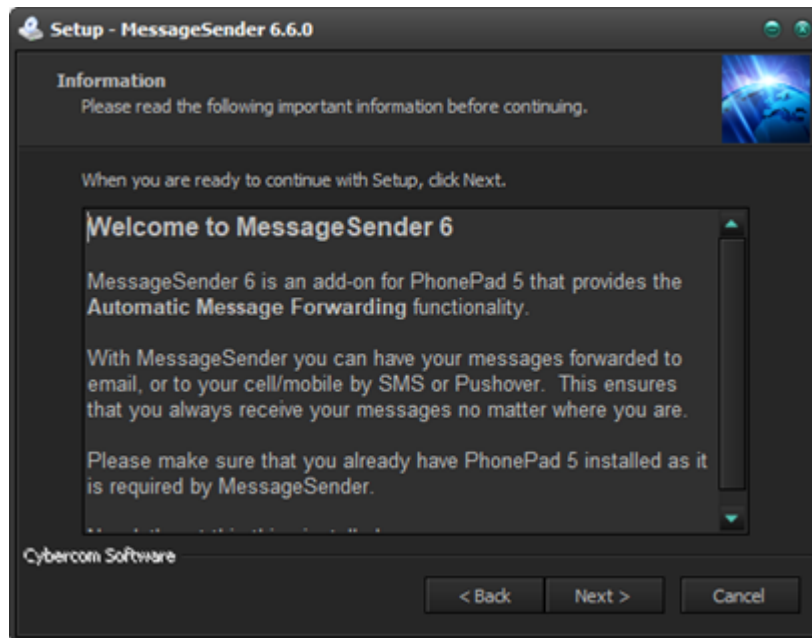 Setup - MessageSender 6.6.0
Information
Please read the following important information before continuing.
When you are ready to continue with Setup, click Next.
Welcome to MessageSender 6
MessageSender 6 is an add-on for PhonePad 5 that provides the
Automatic Message Forwarding functionality.
With MessageSender you can have your messages forwarded to
email, or to your cell/mobile by SMS or Pushover.  This ensures
that you always receive your messages no matter where you are.
Please make sure that you already have PhonePad 5 installed as it
is required by MessageSender.
Cybercom Software
< Back
Next >
Cancel